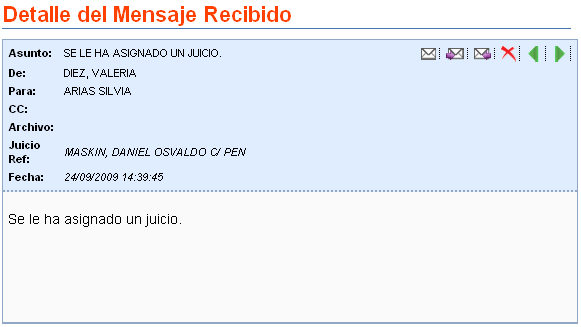 Detalle del Mensaje Recibido
Asunto: SE LE HA ASIGNADO UN JUICIO.
De: DIEZ, VALERIA
Para: ARIAS SILVIA
CC:
Archivo:
Juicio
Ref: MASKIN, DANIEL OSVALDO C/ PEN
Fecha: 24/09/2009 14:39:45
Se le ha asignado un juicio.